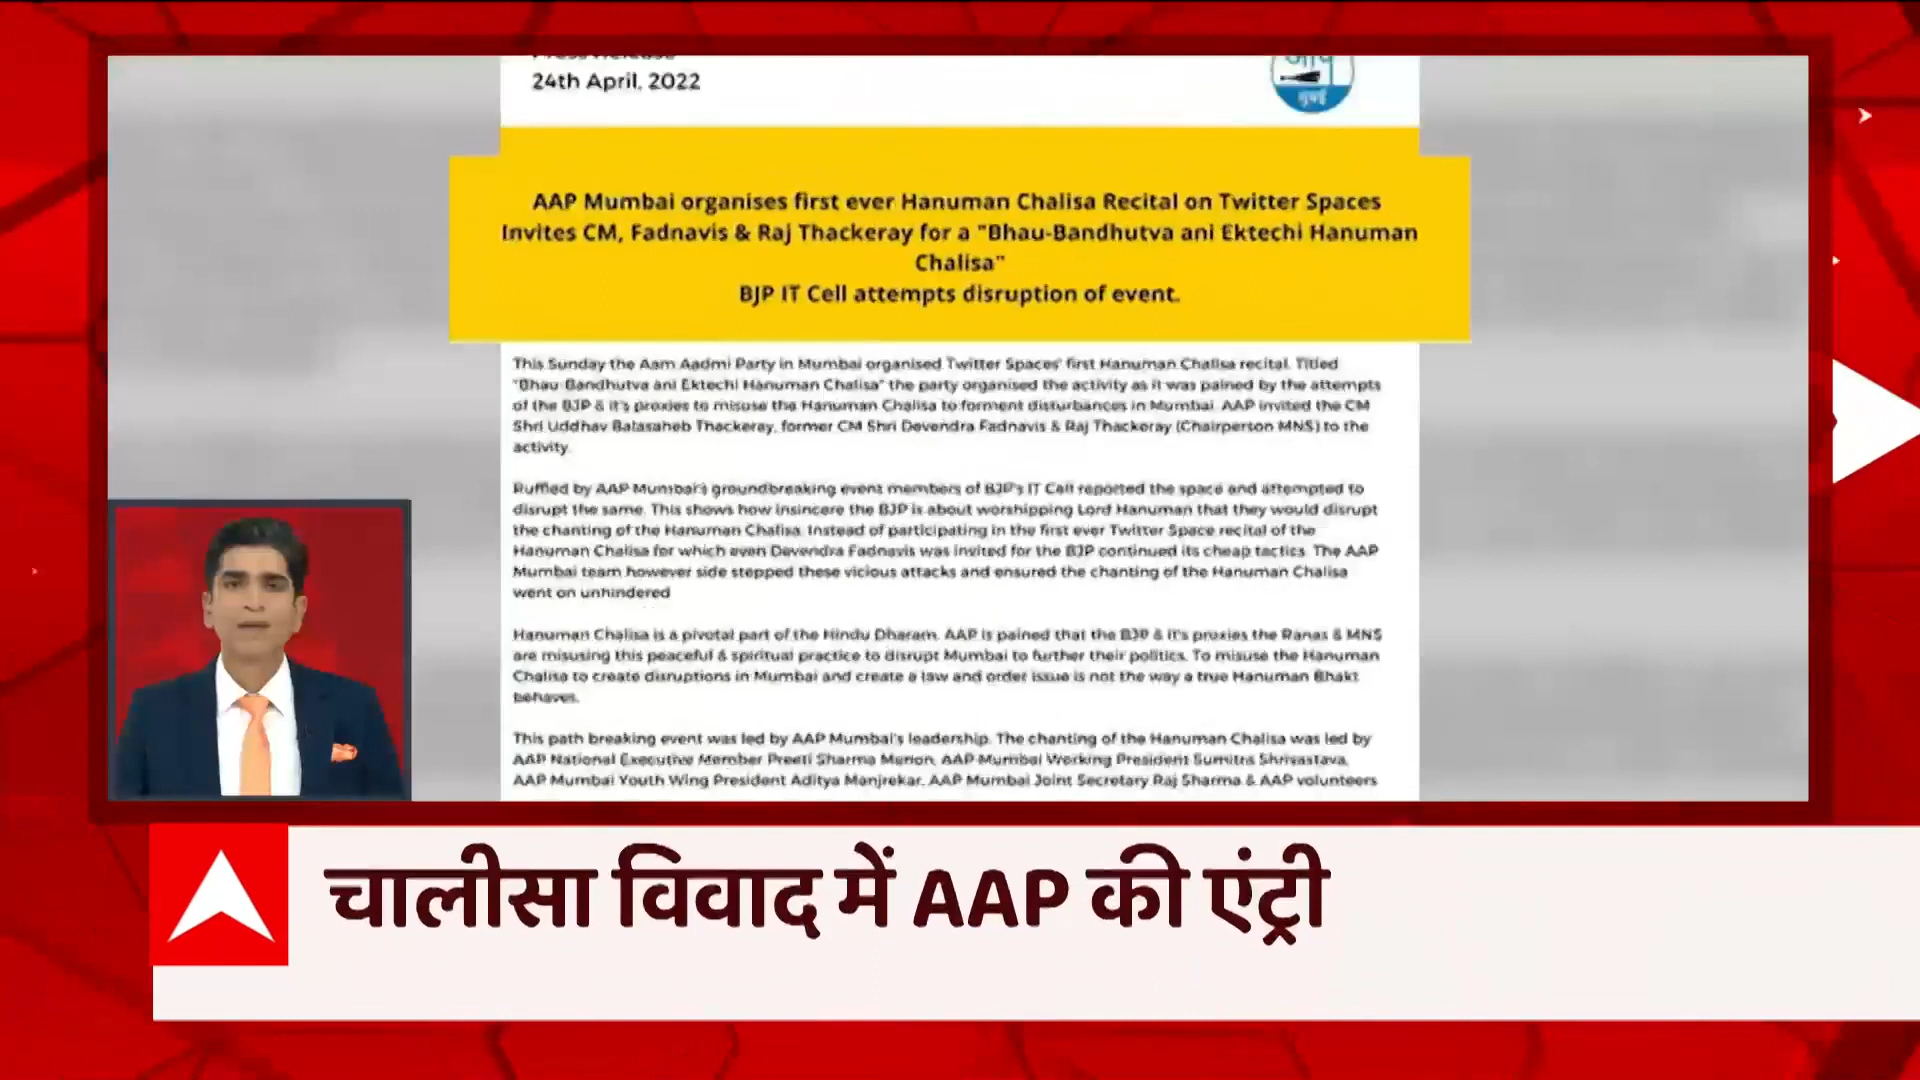 24th April, 2022
आप
मुंबई
AAP Mumbai organises first ever Hanuman Chalisa Recital on Twitter Spaces
Invites CM, Fadnavis & Raj Thackeray for a "Bhau-Bandhutva ani Ektechi Hanuman
Chalisa"
BJP IT Cell attempts disruption of event.
This Sunday the Aam Aadmi Party in Mumbai organised Twitter Spaces' first Hanuman Chalisa recital. Titled
"Bhau-Bandhutva ani Ektechi Hanuman Chalisa" the party organised the activity as it was pained by the attempts
of the BJP & it's proxies to misuse the Hanuman Chalisa to forment disturbances in Mumbai. AAP invited the CM
Shri Uddhav Balasaheb Thackeray, former CM Shri Devendra Fadnavis & Raj Thackeray (Chairperson MNS) to the
activity.
Ruffled by AAP Mumbai's groundbreaking event members of BJP's IT Cell reported the space and attempted to
disrupt the same. This shows how insincere the BJP is about worshipping Lord Hanuman that they would disrupt
the chanting of the Hanuman Chalisa. Instead of participating in the first ever Twitter Space recital of the
Hanuman Chalisa for which even Devendra Fadnavis was invited for the BJP continued its cheap tactics. The AAP
Mumbai team however side stepped these vicious attacks and ensured the chanting of the Hanuman Chalisa
went on unhindered
Hanuman Chalisa is a pivotal part of the Hindu Dharam. AAP is pained that the BJP & it's proxies the Ranas & MNS
are misusing this peaceful & spiritual practice to disrupt Mumbai to further their politics. To misuse the Hanuman
Chalisa to create disruptions in Mumbai and create a law and order issue is not the way a true Hanuman Bhakt
behaves.
This path breaking event was led by AAP Mumbai's leadership. The chanting of the Hanuman Chalisa was led by
AAP National Executive Member Preeti Sharma Menon, AAP Mumbai Working President Sumitra Shrivastava,
AAP Mumbai Youth Wing President Aditya Manjrekar, AAP Mumbai Joint Secretary Raj Sharma & AAP volunteers
चालीसा विवाद में AAP की एंट्री